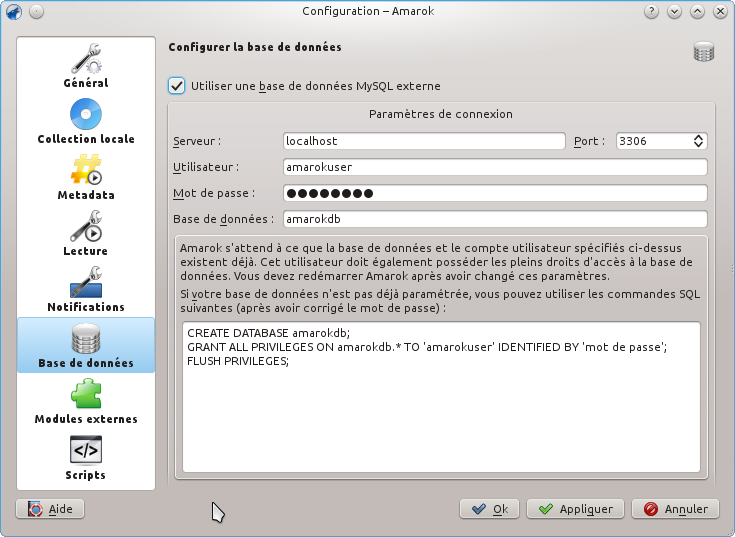 Configuration – Amarok
Général
Collection locale
Metadata
Lecture
Notifications
Base de données
Modules externes
Scripts
Configurer la base de données
Utiliser une base de données MySQL externe
Paramètres de connexion
Serveur : localhost Port : 3306
Utilisateur : amarokuser
Mot de passe : ●●●●●●●●
Base de données : amarokdb
Amarok s'attend à ce que la base de données et le compte utilisateur spécifiés ci-dessus
existent déjà. Cet utilisateur doit également posséder les pleins droits d'accès à la base de
données. Vous devez redémarrer Amarok après avoir changé ces paramètres.
Si votre base de données n'est pas déjà paramétrée, vous pouvez utiliser les commandes SQL
suivantes (après avoir corrigé le mot de passe) :
CREATE DATABASE amarokdb;
GRANT ALL PRIVILEGES ON amarokdb.* TO 'amarokuser' IDENTIFIED BY 'mot de passe';
FLUSH PRIVILEGES;
Aide
Ok
Appliquer
Annuler